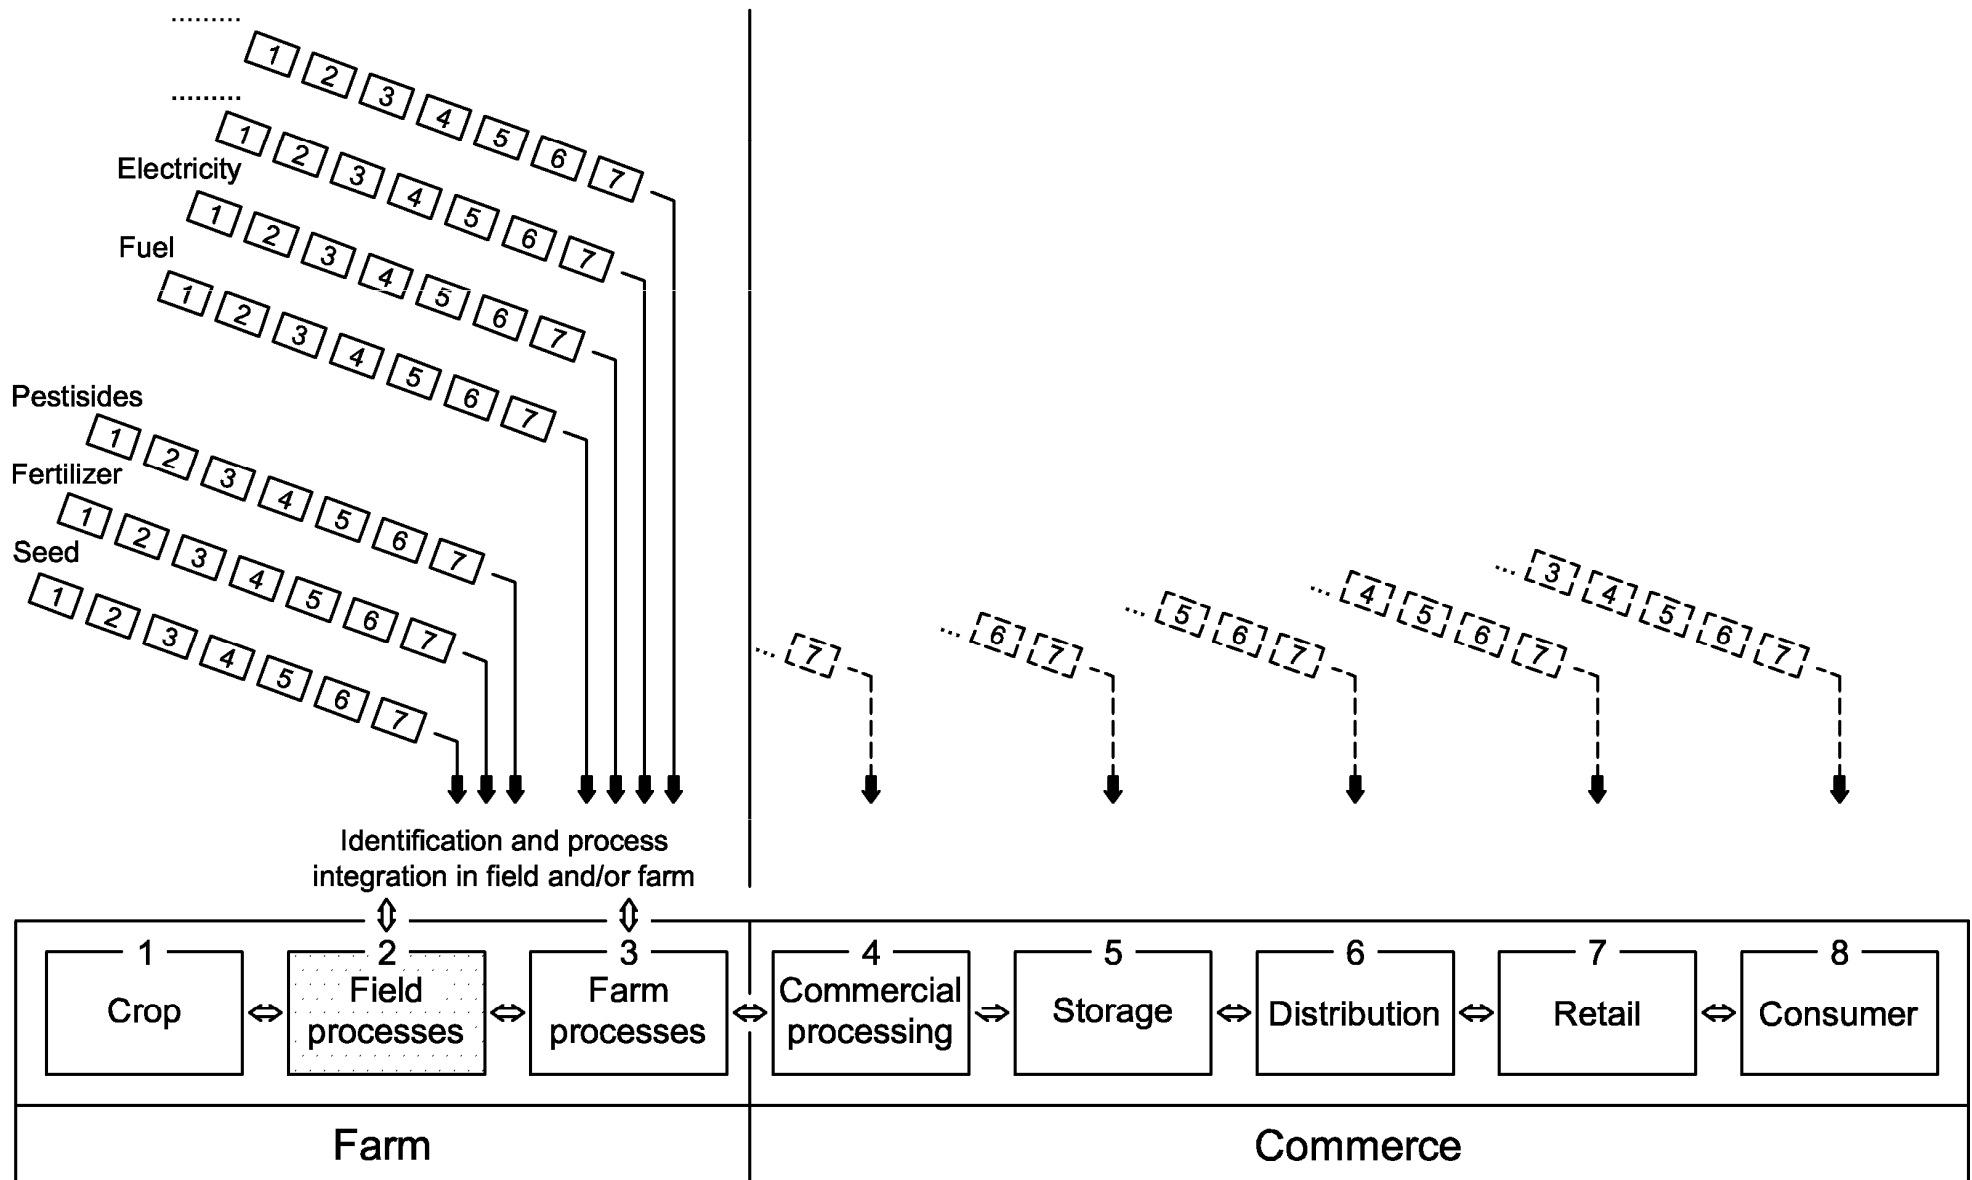 .........
1 2 3 4 5 6 7
.........
1 2 3 4 5 6 7
Electricity
1 2 3 4 5 6 7
Fuel
1 2 3 4 5 6 7
Pestisides
1 2 3 4 5 6 7
Fertilizer
1 2 3 4 5 6 7
Seed
1 2 3 4 5 6 7
... 7
... 6 7
... 5 6 7
... 4 5 6 7
... 3 4 5 6 7
Identification and process
integration in field and/or farm
1
Crop
2
Field
processes
3
Farm
processes
4
Commercial
processing
5
Storage
6
Distribution
7
Retail
8
Consumer
Farm
Commerce